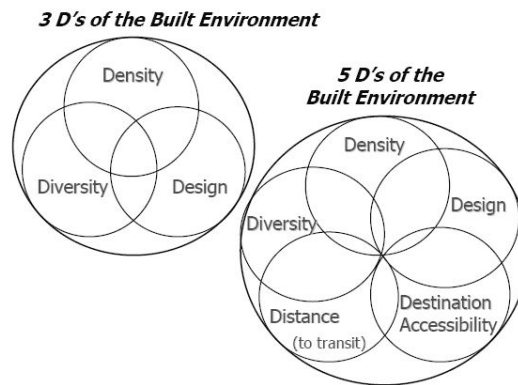 3 D's of the Built Environment
Density
Diversity
Design
5 D's of the
Built Environment
Density
Design
Diversity
Distance
(to transit)
Destination
Accessibility